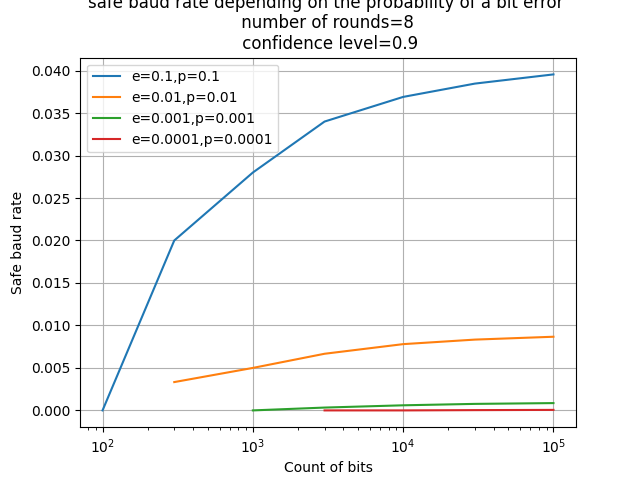 safe baud rate depending on the probability of a bit error
number of rounds=8
confidence level=0.9
e=0.1,p=0.1
e=0.01,p=0.01
e=0.001,p=0.001
e=0.0001,p=0.0001
0.040
0.035
0.030
0.025
0.020
0.015
0.010
0.005
0.000
Safe baud rate
10²
10³
10⁴
10⁵
Count of bits